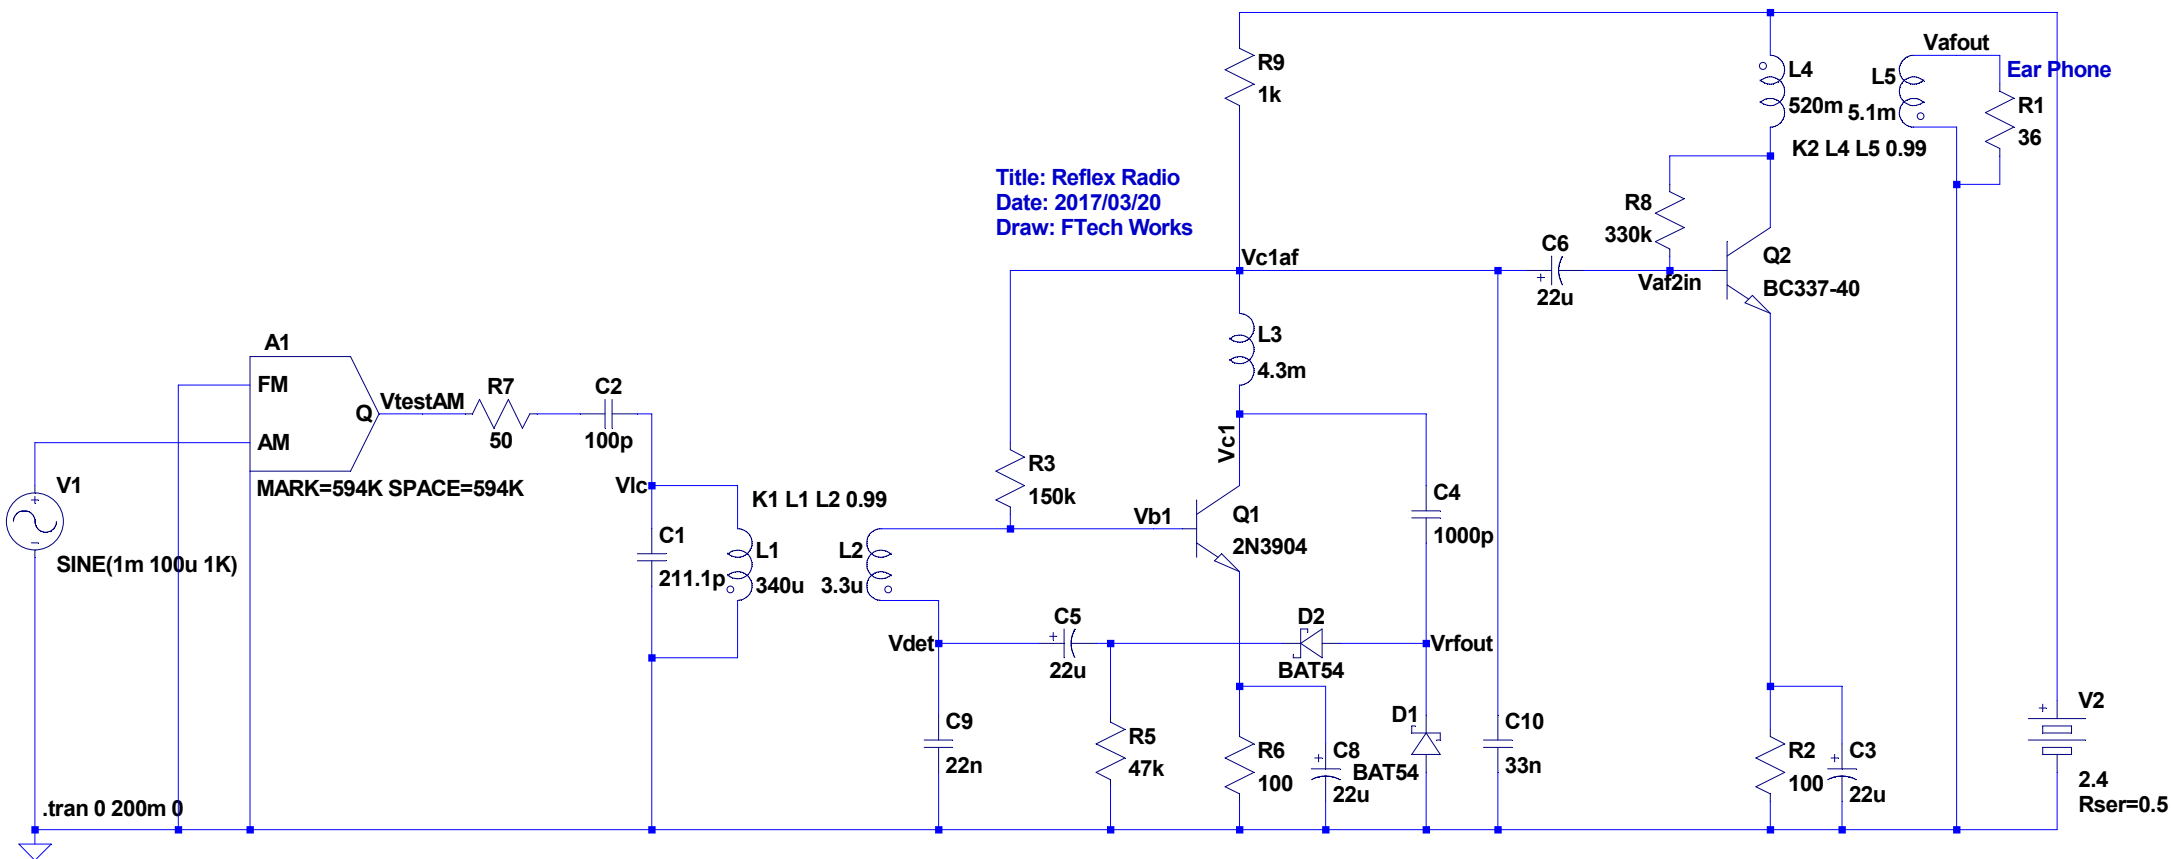 R9
1k
L4
520m
L5
5.1m
Vafout
Ear Phone
R1
36
K2 L4 L5 0.99
Title: Reflex Radio
Date: 2017/03/20
Draw: FTech Works
R8
330k
C6
+
22u
Vaf2in
Q2
BC337-40
Vc1af
L3
4.3m
A1
FM
AM
Q
VtestAM
R7
50
C2
100p
MARK=594K SPACE=594K
V1
+
−
SINE(1m 100u 1K)
Vlc
K1 L1 L2 0.99
C1
211.1p
L1
340u
L2
3.3u
R3
150k
Vb1
Vc1
Q1
2N3904
C4
1000p
Vdet
C5
+
22u
D2
BAT54
Vrfout
C9
22n
R5
47k
R6
100
C8
+
22u
D1
BAT54
C10
33n
R2
100
C3
+
22u
V2
+
2.4
Rser=0.5
.tran 0 200m 0